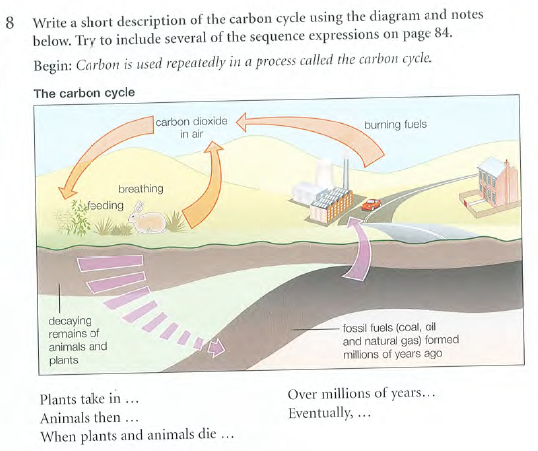 8 Write a short description of the carbon cycle using the diagram and notes
below. Try to include several of the sequence expressions on page 84.
Begin: Carbon is used repeatedly in a process called the carbon cycle.
The carbon cycle
carbon dioxide
in air
burning fuels
breathing
feeding
decaying
remains of
animals and
plants
fossil fuels (coal, oil
and natural gas) formed
millions of years ago
Plants take in ...
Animals then ...
When plants and animals die ...
Over millions of years...
Eventually, ...